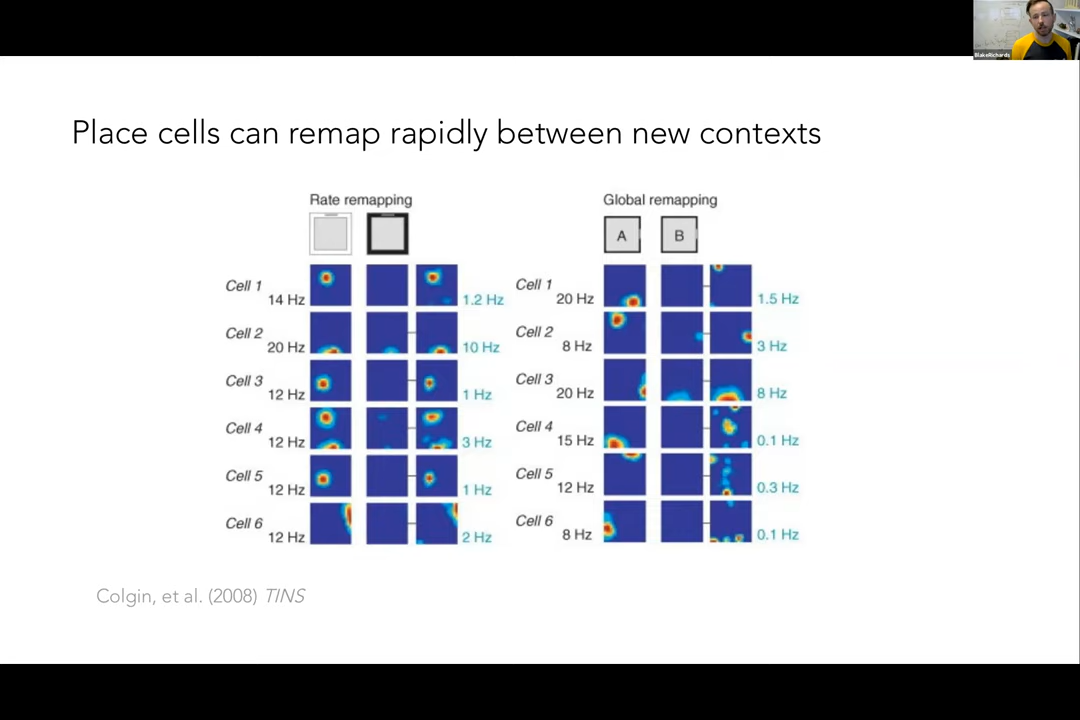 BlakeRichards
Place cells can remap rapidly between new contexts
Rate remapping
Cell 1
14 Hz
1.2 Hz
Cell 2
20 Hz
10 Hz
Cell 3
12 Hz
1 Hz
Cell 4
12 Hz
3 Hz
Cell 5
12 Hz
1 Hz
Cell 6
12 Hz
2 Hz
Global remapping
A B
Cell 1
20 Hz
1.5 Hz
Cell 2
8 Hz
3 Hz
Cell 3
20 Hz
8 Hz
Cell 4
15 Hz
0.1 Hz
Cell 5
12 Hz
0.3 Hz
Cell 6
8 Hz
0.1 Hz
Colgin, et al. (2008) TINS